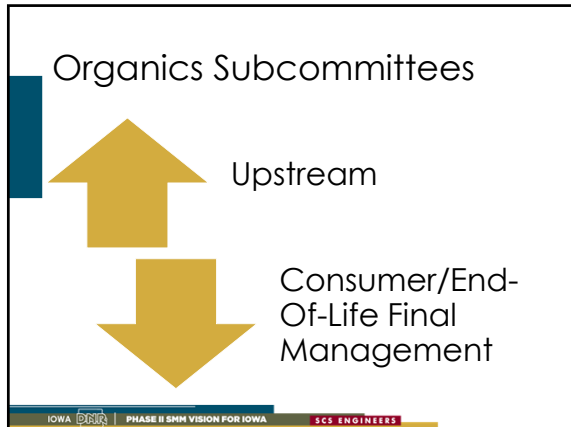 Organics Subcommittees
Upstream
Consumer/End-
Of-Life Final
Management
IOWA DNR | PHASE II SMM VISION FOR IOWA SCS ENGINEERS